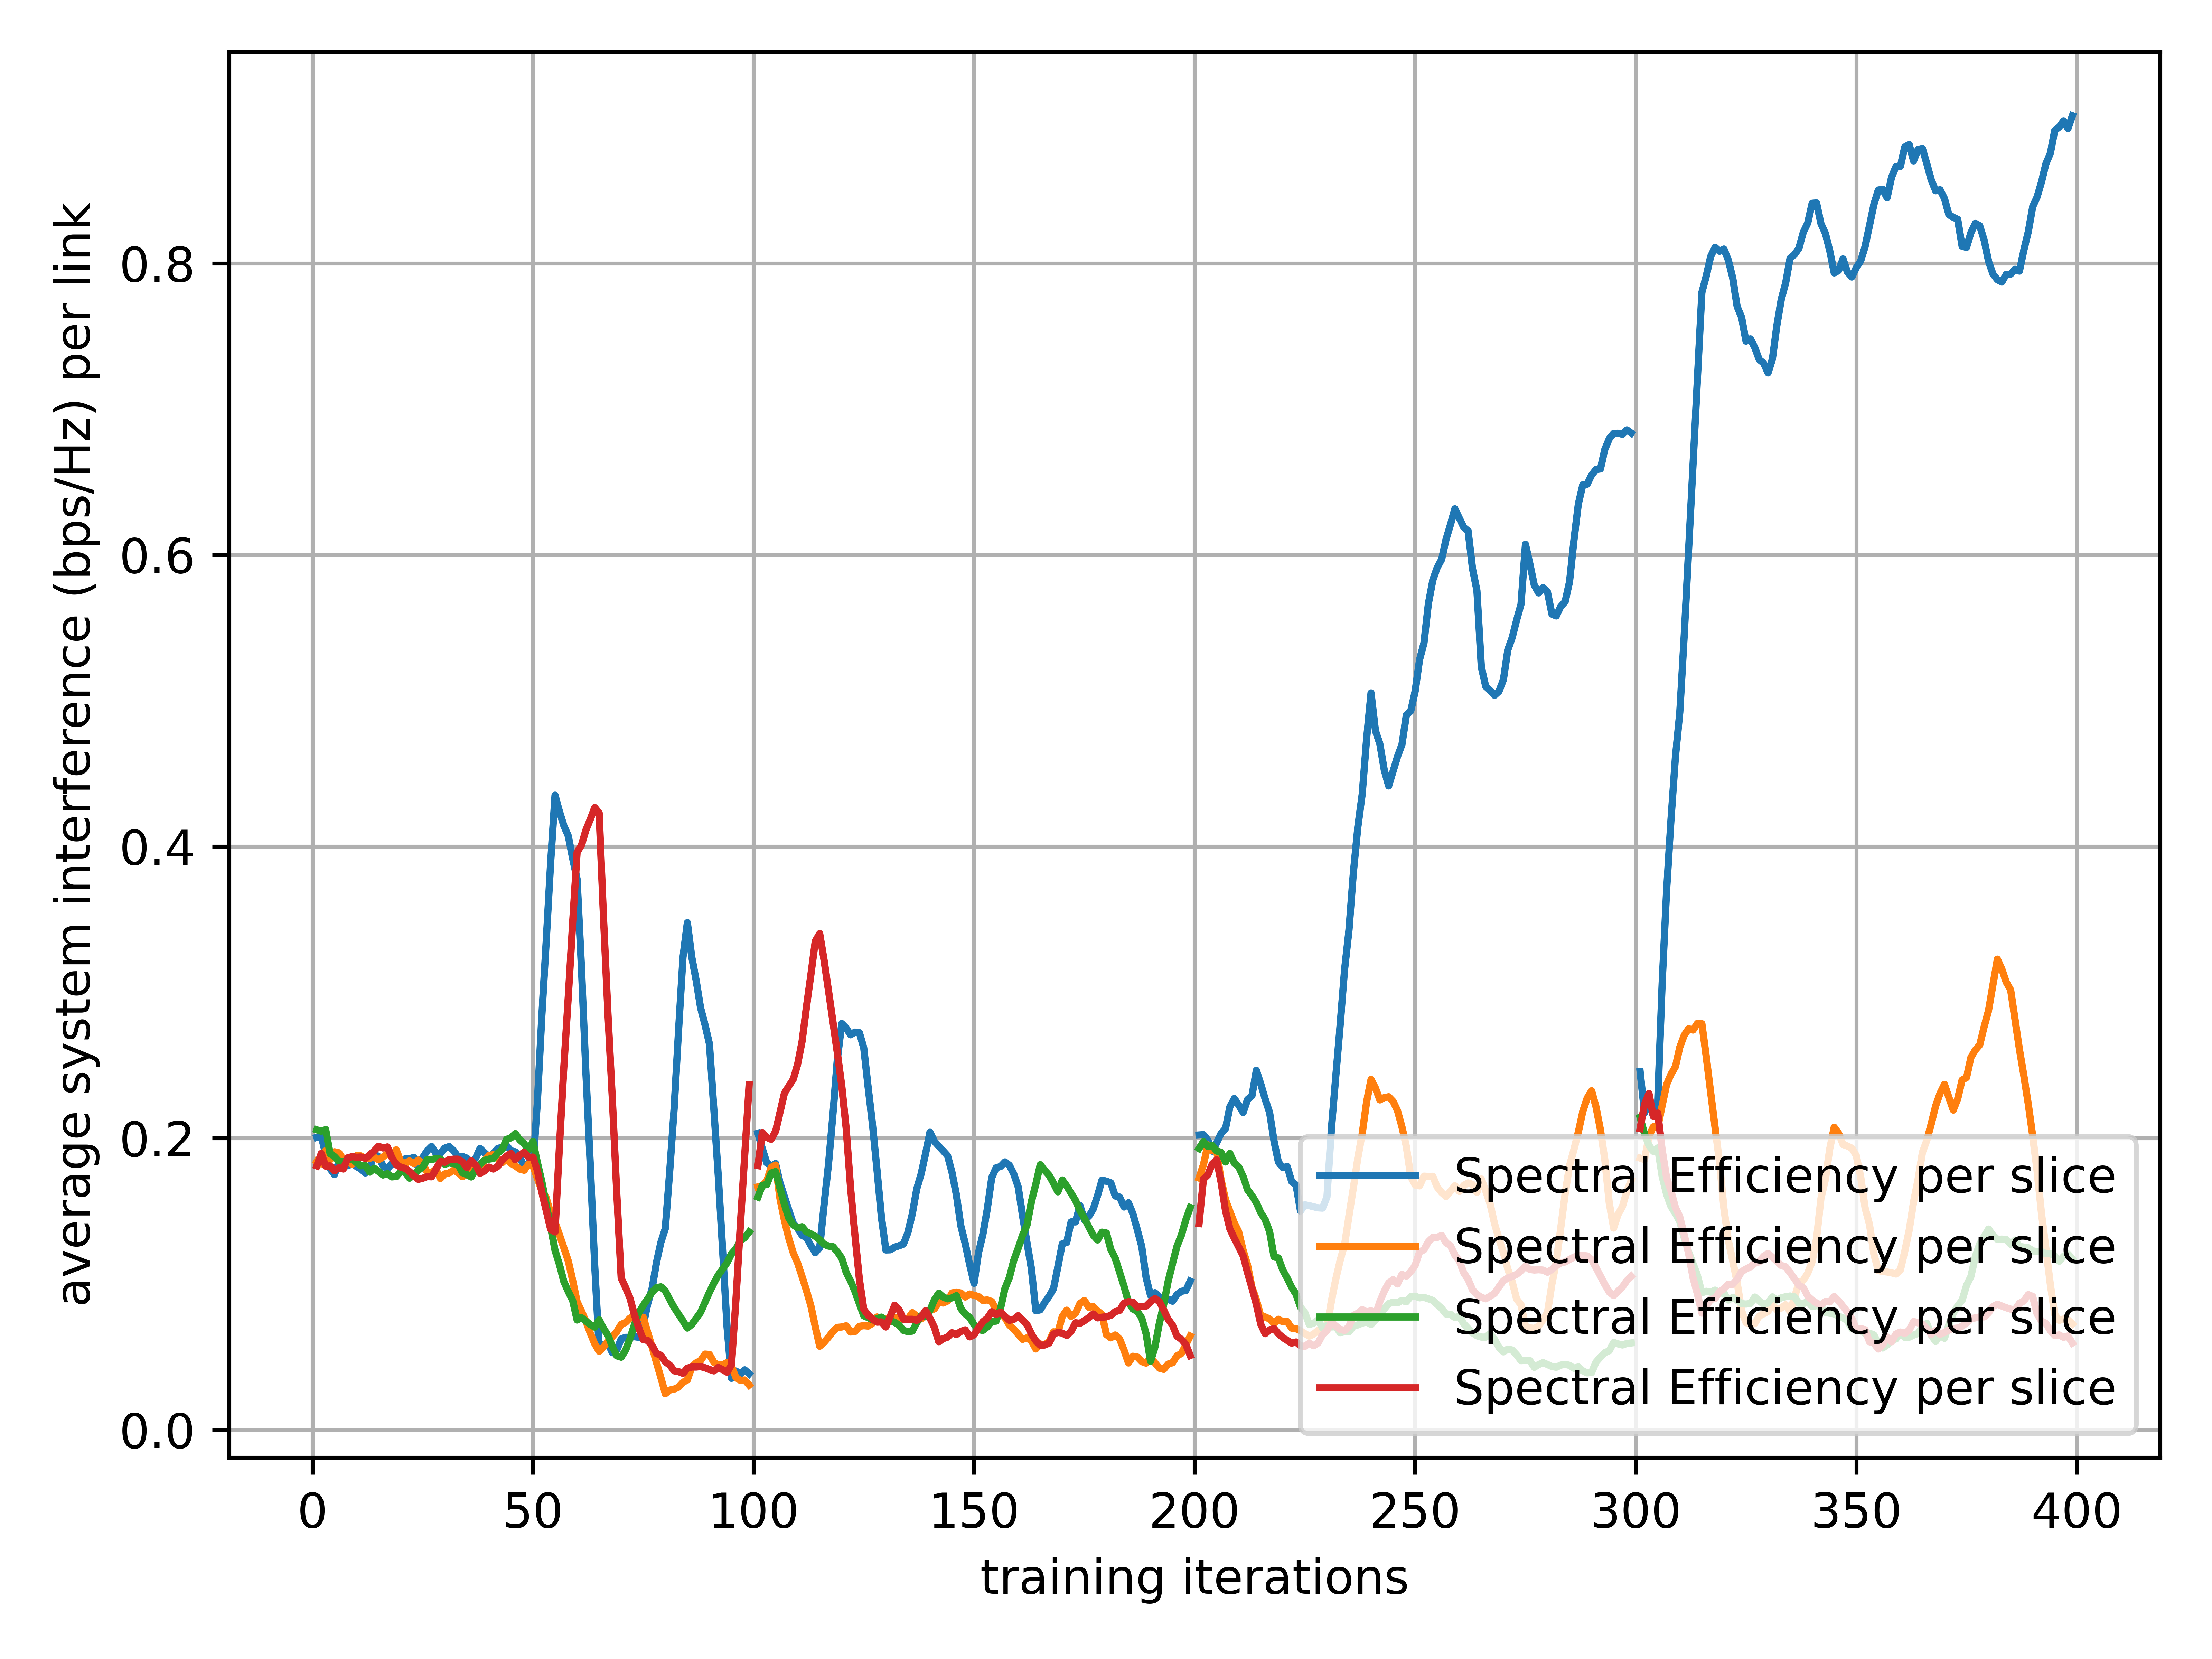 average system interference (bps/Hz) per link
0.8
0.6
0.4
0.2
0.0
Spectral Efficiency per slice
Spectral Efficiency per slice
Spectral Efficiency per slice
Spectral Efficiency per slice
0 50 100 150 200 250 300 350 400
training iterations